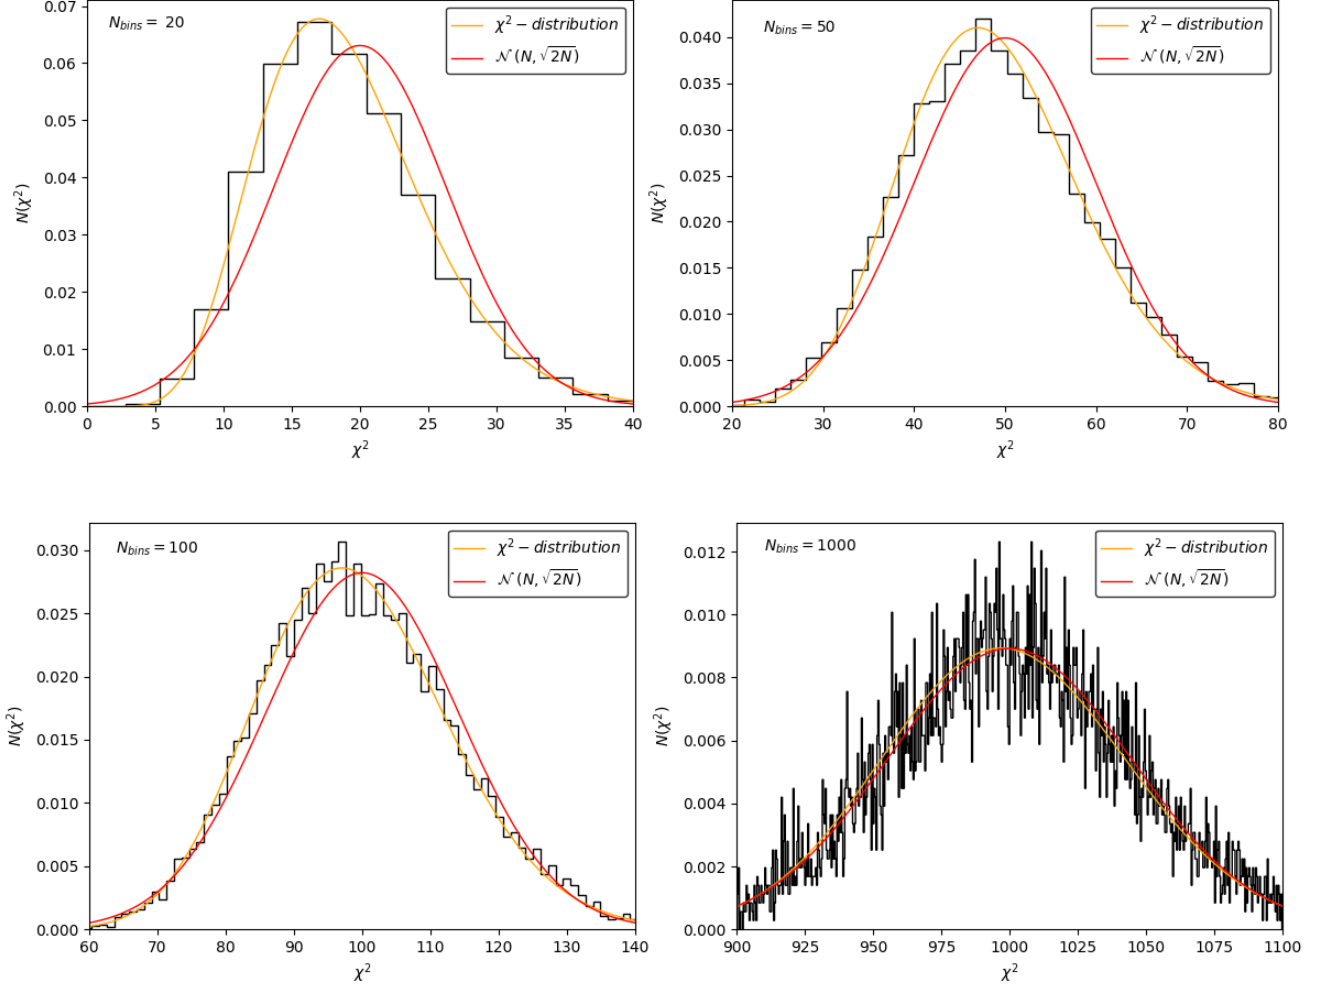 N_bins = 20
χ² − distribution
𝒩(N, √2N)
N(χ²)
0.07
0.06
0.05
0.04
0.03
0.02
0.01
0.00
0 5 10 15 20 25 30 35 40
χ²
N_bins = 50
χ² − distribution
𝒩(N, √2N)
N(χ²)
0.040
0.035
0.030
0.025
0.020
0.015
0.010
0.005
0.000
20 30 40 50 60 70 80
χ²
N_bins = 100
χ² − distribution
𝒩(N, √2N)
N(χ²)
0.030
0.025
0.020
0.015
0.010
0.005
0.000
60 70 80 90 100 110 120 130 140
χ²
N_bins = 1000
χ² − distribution
𝒩(N, √2N)
N(χ²)
0.012
0.010
0.008
0.006
0.004
0.002
0.000
900 925 950 975 1000 1025 1050 1075 1100
χ²